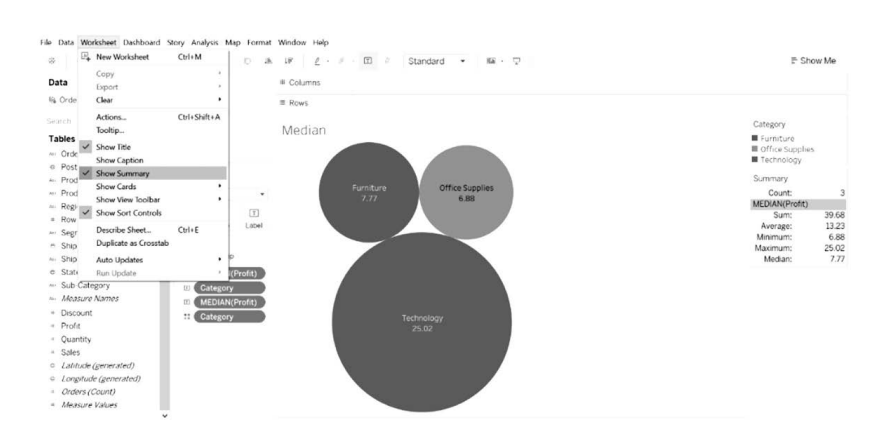 File Data Worksheet Dashboard Story Analysis Map Format Window Help
New Worksheet Ctrl+M
Copy
Export
Clear
Actions... Ctrl+Shift+A
Tooltip...
Show Title
Show Caption
Show Summary
Show Cards
Show View Toolbar
Show Sort Controls
Describe Sheet... Ctrl+E
Duplicate as Crosstab
Auto Updates
Run Update
Standard
Show Me
Data
Orde
Search
Tables
Orde
Post
Prod
Prod
Regi
Row
Segr
Ship
Ship
State
Sub Category
Measure Names
Discount
Profit
Quantity
Sales
Latitude (generated)
Longitude (generated)
Orders (Count)
Measure Values
Label
(Profit)
Category
MEDIAN(Profit)
Category
Columns
Rows
Median
Furniture
7.77
Office Supplies
6.88
Technology
25.02
Category
Furniture
Office Supplies
Technology
Summary
Count: 3
MEDIAN(Profit)
Sum: 39.68
Average: 13.23
Minimum: 6.88
Maximum: 25.02
Median: 7.77